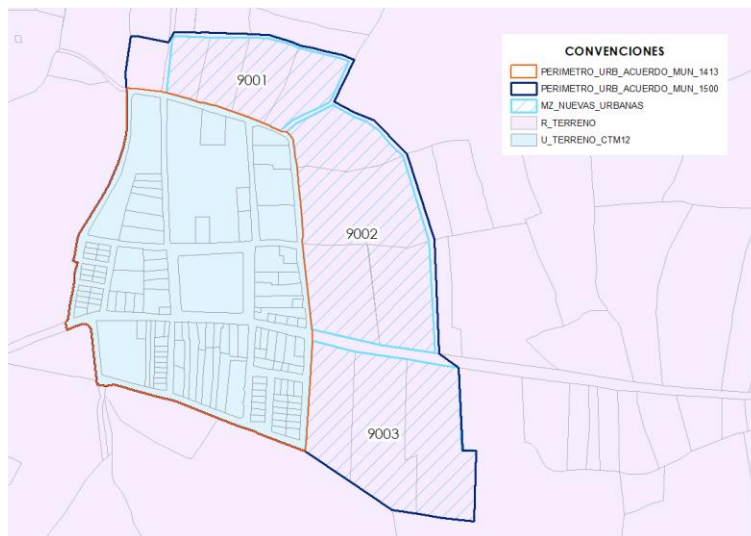 CONVENCIONES
PERIMETRO_URB_ACUERDO_MUN_1413
PERIMETRO_URB_ACUERDO_MUN_1500
MZ_NUEVAS_URBANAS
R_TERRENO
U_TERRENO_CTM12
9001
9002
9003